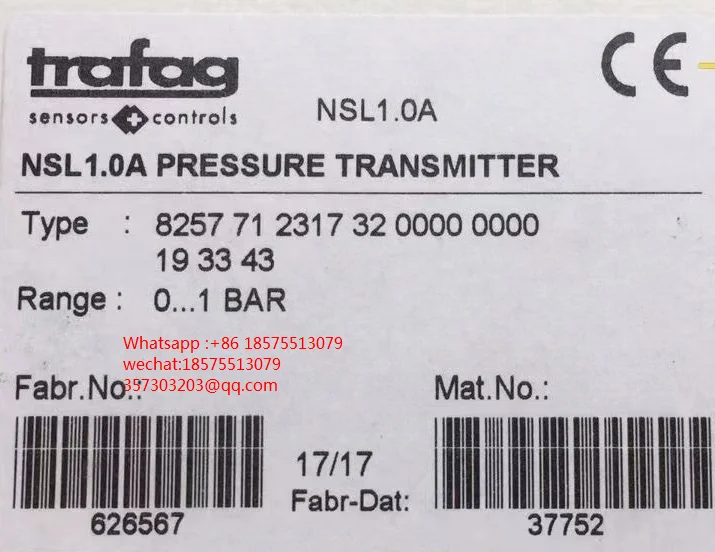 trafag
sensors controls
CE
NSL1.0A
NSL1.0A PRESSURE TRANSMITTER
Type : 8257 71 2317 32 0000 0000
19 33 43
Range : 0...1 BAR
Whatsapp :+86 18575513079
wechat:18575513079
357303203@qq.com
Fabr.No.:
Mat.No.:
17/17
Fabr-Dat:
626567
37752